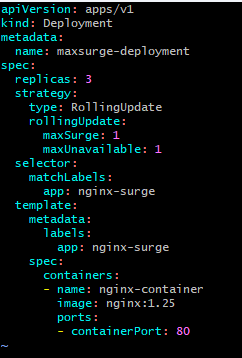 apiVersion: apps/v1
kind: Deployment
metadata:
  name: maxsurge-deployment
spec:
  replicas: 3
  strategy:
    type: RollingUpdate
    rollingUpdate:
      maxSurge: 1
      maxUnavailable: 1
  selector:
    matchLabels:
      app: nginx-surge
  template:
    metadata:
      labels:
        app: nginx-surge
    spec:
      containers:
      - name: nginx-container
        image: nginx:1.25
        ports:
        - containerPort: 80
~